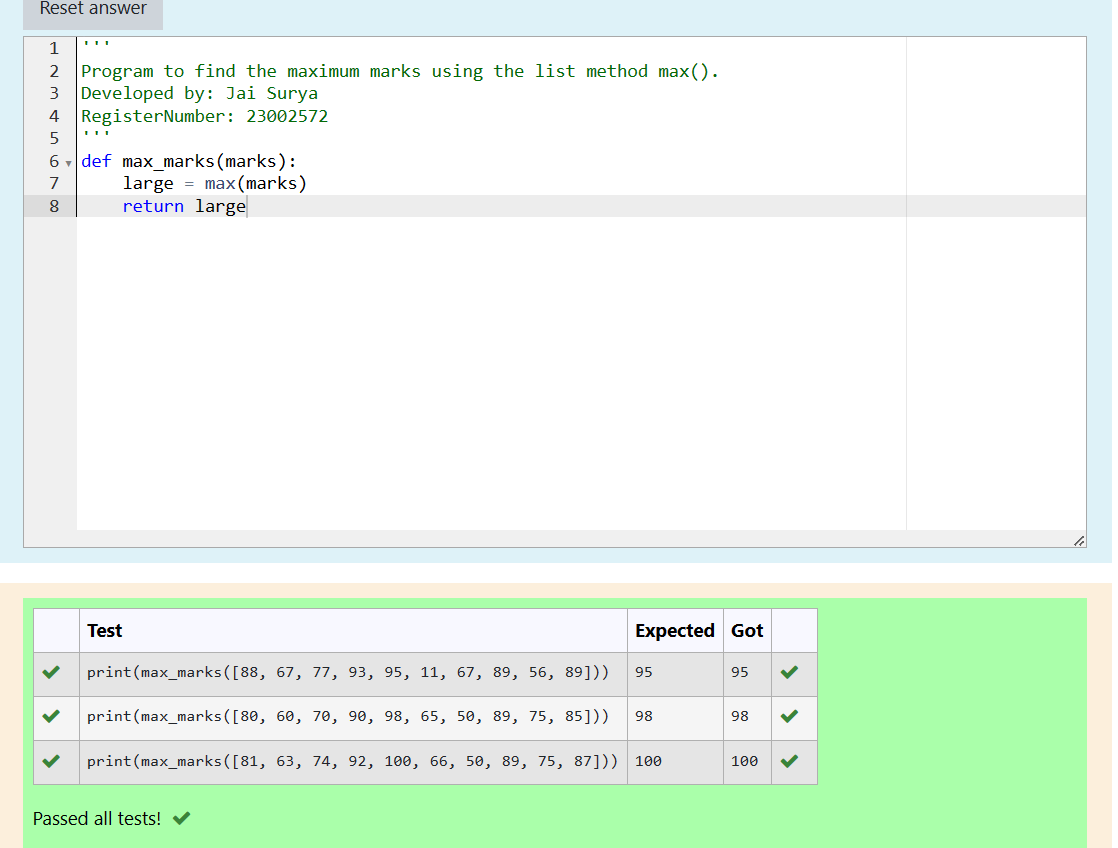 Reset answer
1 '''
2 Program to find the maximum marks using the list method max().
3 Developed by: Jai Surya
4 RegisterNumber: 23002572
5 '''
6 def max_marks(marks):
7     large = max(marks)
8     return large
Test Expected Got
print(max_marks([88, 67, 77, 93, 95, 11, 67, 89, 56, 89])) 95 95
print(max_marks([80, 60, 70, 90, 98, 65, 50, 89, 75, 85])) 98 98
print(max_marks([81, 63, 74, 92, 100, 66, 50, 89, 75, 87])) 100 100
Passed all tests!